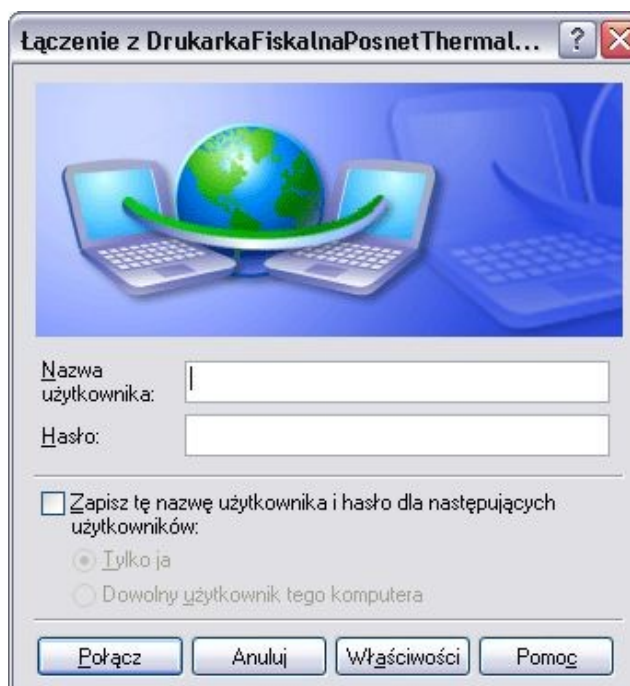 Łączenie z DrukarkaFiskalnaPosnetThermal...
Nazwa
użytkownika:
Hasło:
Zapisz tę nazwę użytkownika i hasło dla następujących
użytkowników:
Tylko ja
Dowolny użytkownik tego komputera
Połącz Anuluj Właściwości Pomoc